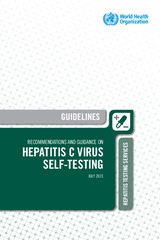 World Health
Organization
GUIDELINES
RECOMMENDATIONS AND GUIDANCE ON
HEPATITIS C VIRUS
SELF-TESTING
JULY 2021
HEPATITIS TESTING SERVICES